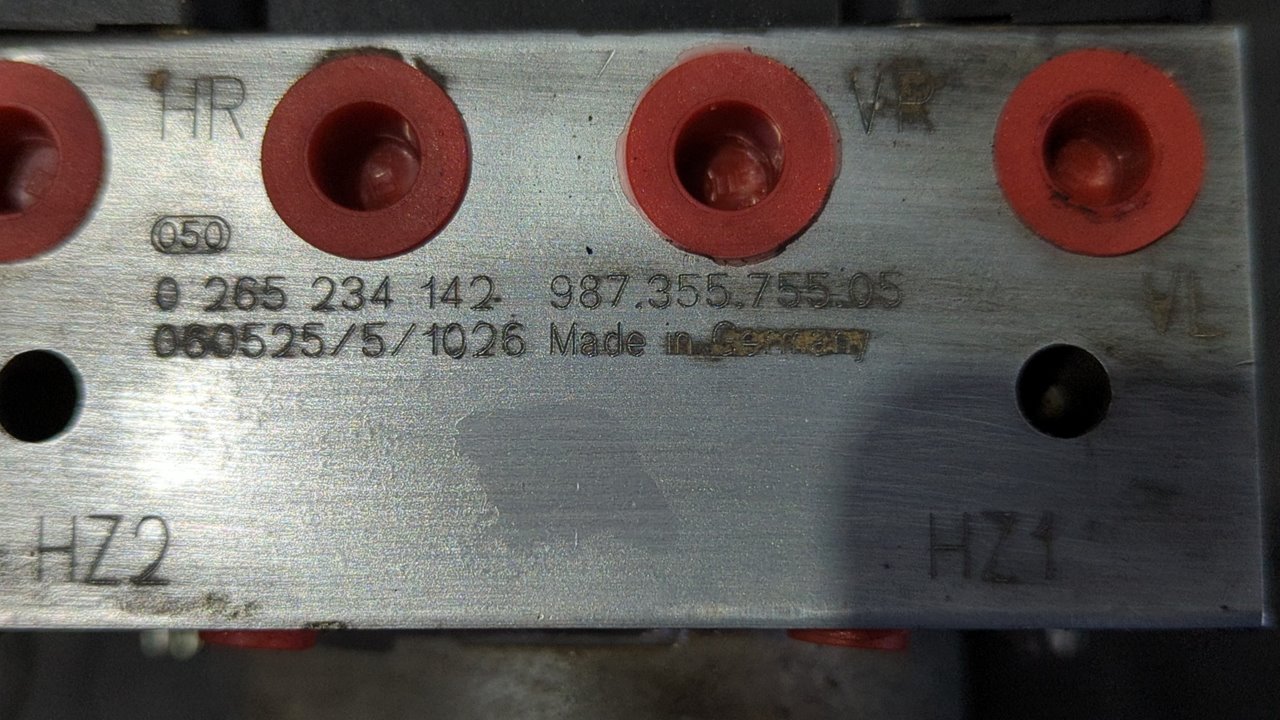 HR VR
050
0 265 234 142 987.355.755.05
VL
060525/5/1026 Made in Germany
HZ2 HZ1